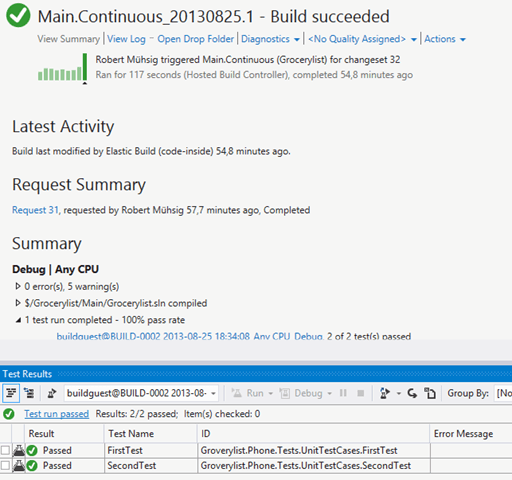 Main.Continuous_20130825.1 - Build succeeded
View Summary | View Log - Open Drop Folder | Diagnostics | <No Quality Assigned> | Actions
Robert Mühsig triggered Main.Continuous (Grocerylist) for changeset 32
Ran for 117 seconds (Hosted Build Controller), completed 54,8 minutes ago
Latest Activity
Build last modified by Elastic Build (code-inside) 54,8 minutes ago.
Request Summary
Request 31, requested by Robert Mühsig 57,7 minutes ago, Completed
Summary
Debug | Any CPU
0 error(s), 5 warning(s)
$/Grocerylist/Main/Grocerlist.sln compiled
1 test run completed - 100% pass rate
buildguest@BUILD-0002 2013-08-25 18:34:08_Any CPU_Debug, 2 of 2 test(s) passed
Test Results
buildguest@BUILD-0002 2013-08- Run Debug Group By: [No
Test run passed Results: 2/2 passed; Item(s) checked: 0
Result Test Name ID Error Message
Passed FirstTest Groverylist.Phone.Tests.UnitTestCases.FirstTest
Passed SecondTest Groverylist.Phone.Tests.UnitTestCases.SecondTest